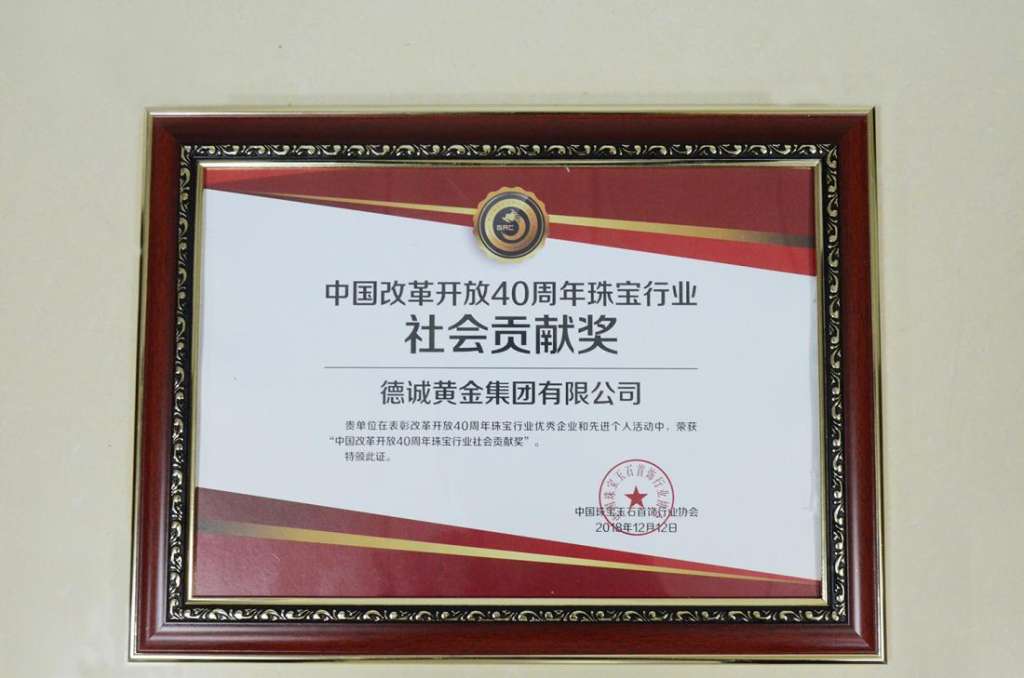 GAC
中国改革开放40周年珠宝行业
社会贡献奖
德诚黄金集团有限公司
贵单位在表彰改革开放40周年珠宝行业优秀企业和先进个人活动中，荣获
“中国改革开放40周年珠宝行业社会贡献奖”。
特颁此证。
中国珠宝玉石首饰行业协会
2018年12月12日